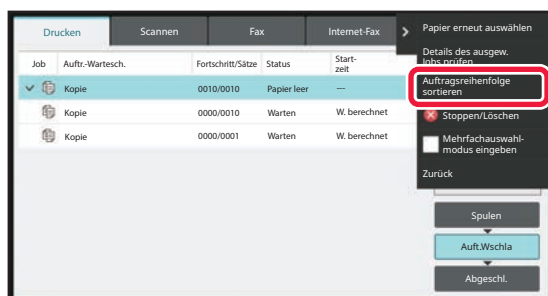 Drucken
Scannen
Fax
Internet-Fax
Job
Auftr.-Wartesch.
Fortschritt/Sätze
Status
Start-
zeit
Kopie
0010/0010
Papier leer
---
Kopie
0000/0010
Warten
W. berechnet
Kopie
0000/0001
Warten
W. berechnet
Papier erneut auswählen
Details des ausgew.
Jobs prüfen
Auftragsreihenfolge
sortieren
Stoppen/Löschen
Mehrfachauswahl-
modus eingeben
Zurück
Spulen
Auft.Wschla
Abgeschl.